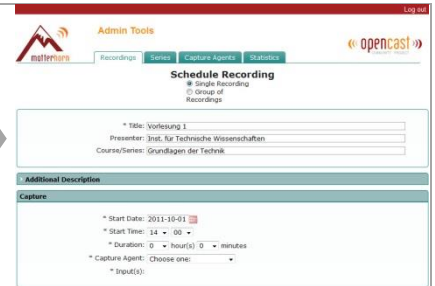 Log out
Admin Tools
matterhorn
opencast
COMMUNITY PROJECT
Recordings Series Capture Agents Statistics
Schedule Recording
Single Recording
Group of
Recordings
* Title: Vorlesung 1
Presenter: Inst. für Technische Wissenschaften
Course/Series: Grundlagen der Technik
Additional Description
Capture
* Start Date: 2011-10-01
* Start Time: 14 00
* Duration: 0 hour(s) 0 minutes
* Capture Agent: Choose one:
* Input(s):